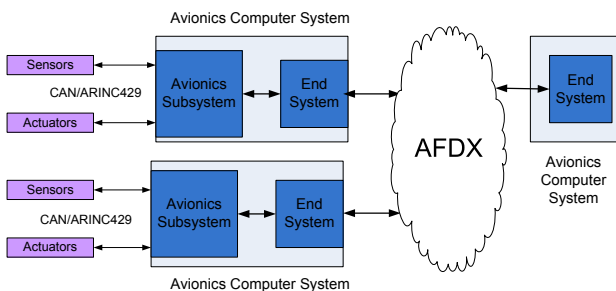 Avionics Computer System
Sensors
CAN/ARINC429
Actuators
Avionics
Subsystem
End
System
AFDX
End
System
Avionics
Computer
System
Sensors
CAN/ARINC429
Actuators
Avionics
Subsystem
End
System
Avionics Computer System